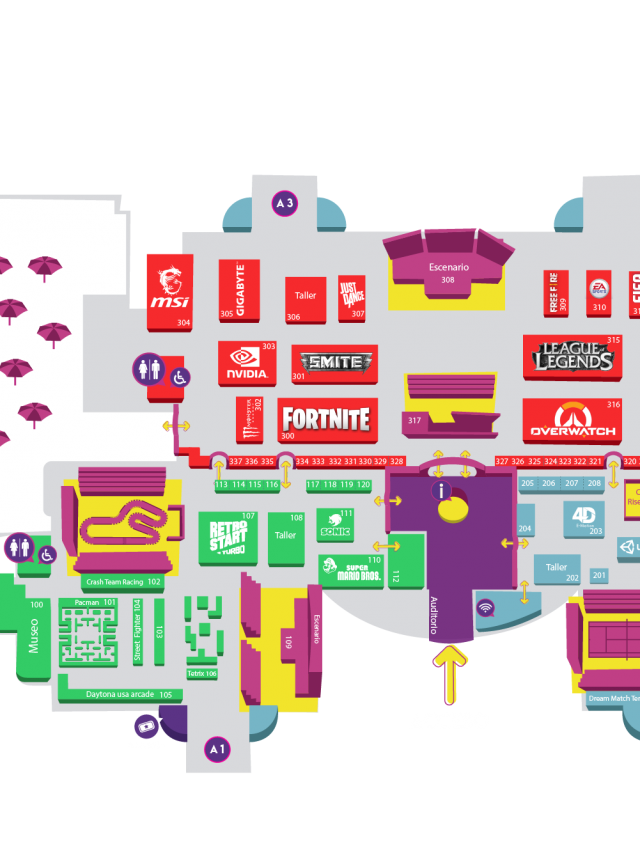 A 3
Escenario
308
msi
304
GIGABYTE
305
Taller
306
JUST
DANCE
307
FREE FIRE
309
EA
SPORTS
310
NVIDIA.
303
SMITE
301
LEAGUE
OF
LEGENDS
315
MONSTER
302
FORTNITE
300
317
OVERWATCH
316
337 336 335
334 333 332 331 330 329 328
327 326 325 324 323 322 321
320
113 114 115 116
117 118 119 120
205 206 207 208
i
RETRO
START
TURBO
107
Taller
108
SONIC
111
SUPER
MARIO BROS.
110
112
204
4D
203
Taller
202
201
Crash Team Racing 102
100
Museo
Pacman 101
Street Fighter 104
103
Tetrix 106
Daytona usa arcade 105
109
Escenario
Auditorio
A 1